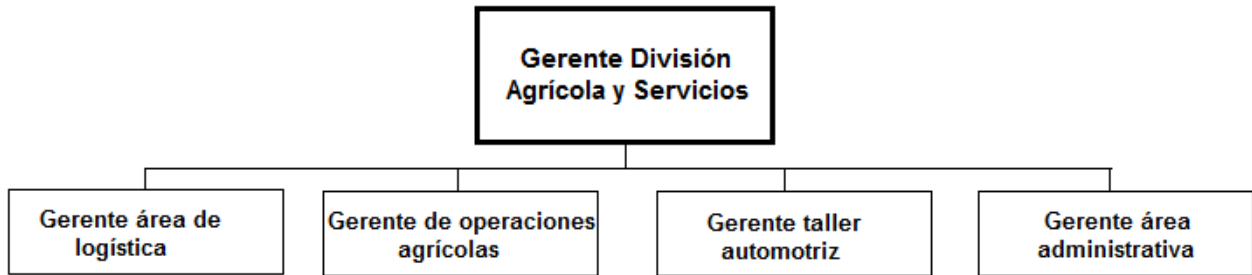 Gerente División
Agrícola y Servicios
Gerente área de
logística
Gerente de operaciones
agrícolas
Gerente taller
automotriz
Gerente área
administrativa